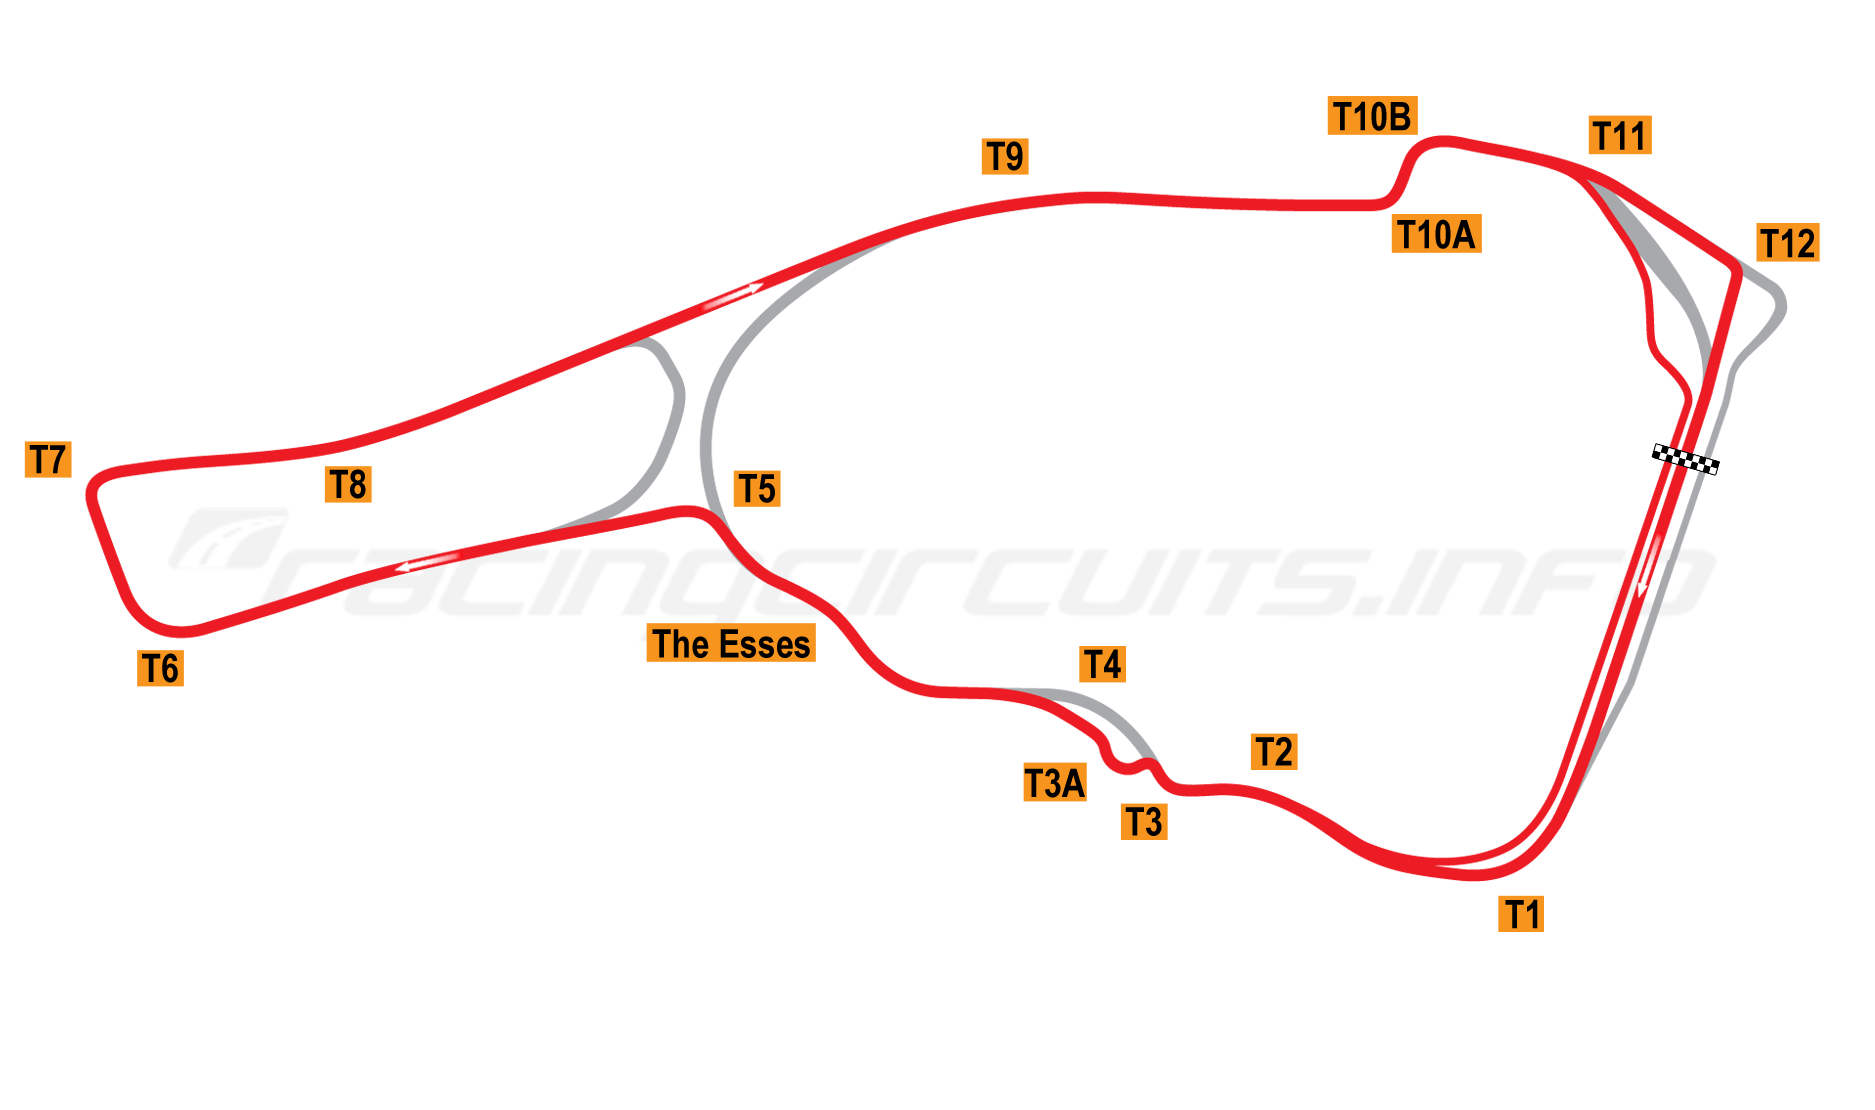 T10B
T11
T9
T10A
T12
T7
T8
T5
racingcircuits.info
The Esses
T4
T6
T2
T3A
T3
T1